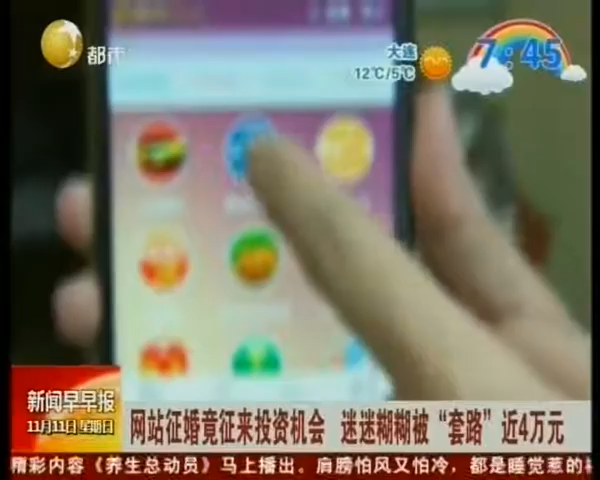 都市
大连
12℃/5℃
7:45
新闻早早报
11月11日 星期日
网站征婚竟征来投资机会 迷迷糊糊被“套路”近4万元
精彩内容《养生总动员》马上播出。肩膀怕风又怕冷，都是睡觉惹的